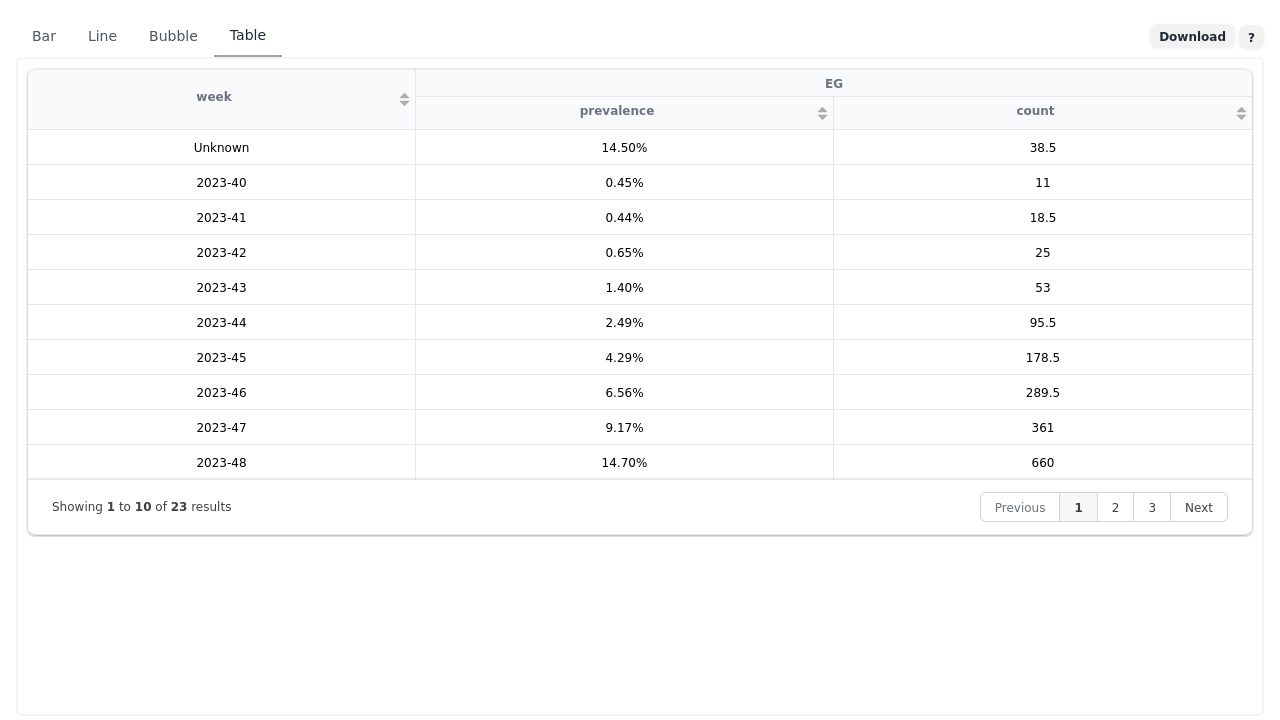 Bar Line Bubble Table Download ?
week EG
prevalence count
Unknown 14.50% 38.5
2023-40 0.45% 11
2023-41 0.44% 18.5
2023-42 0.65% 25
2023-43 1.40% 53
2023-44 2.49% 95.5
2023-45 4.29% 178.5
2023-46 6.56% 289.5
2023-47 9.17% 361
2023-48 14.70% 660
Showing 1 to 10 of 23 results Previous 1 2 3 Next